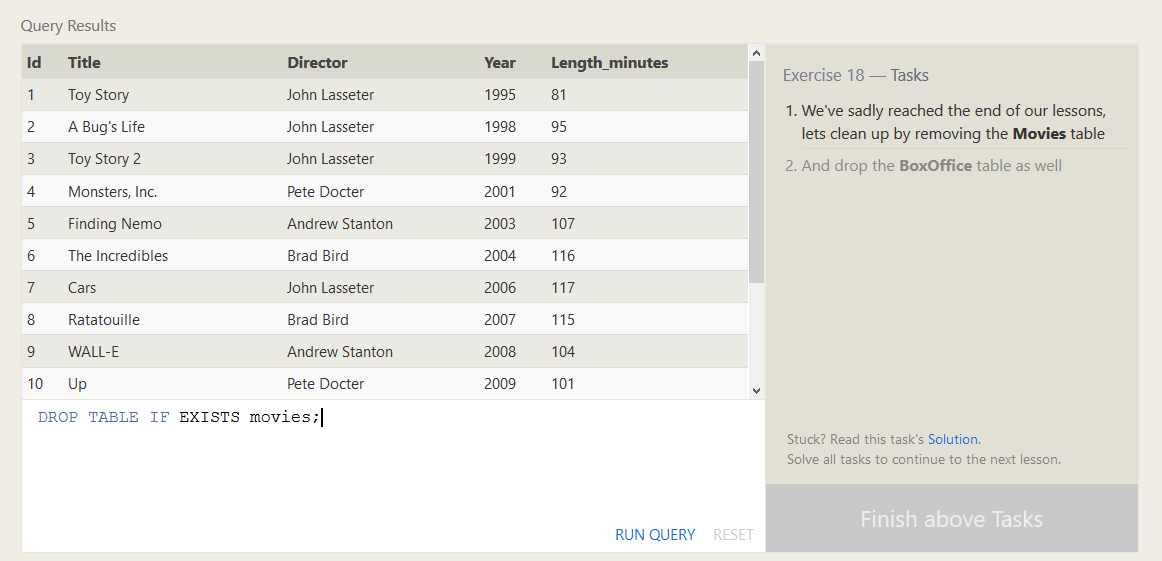 Query Results
Id Title Director Year Length_minutes
1 Toy Story John Lasseter 1995 81
2 A Bug's Life John Lasseter 1998 95
3 Toy Story 2 John Lasseter 1999 93
4 Monsters, Inc. Pete Docter 2001 92
5 Finding Nemo Andrew Stanton 2003 107
6 The Incredibles Brad Bird 2004 116
7 Cars John Lasseter 2006 117
8 Ratatouille Brad Bird 2007 115
9 WALL-E Andrew Stanton 2008 104
10 Up Pete Docter 2009 101
DROP TABLE IF EXISTS movies;
RUN QUERY RESET
Exercise 18 — Tasks
1. We've sadly reached the end of our lessons,
lets clean up by removing the Movies table
2. And drop the BoxOffice table as well
Stuck? Read this task's Solution.
Solve all tasks to continue to the next lesson.
Finish above Tasks